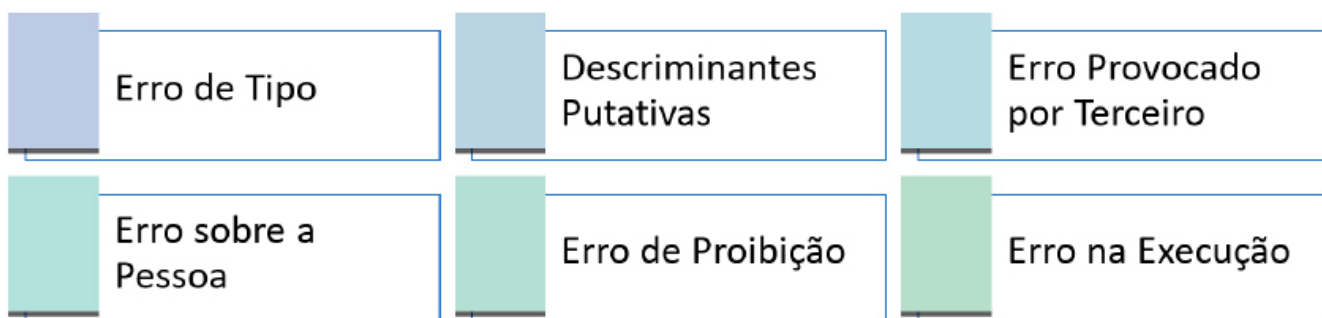 Erro de Tipo
Descriminantes
Putativas
Erro Provocado
por Terceiro
Erro sobre a
Pessoa
Erro de Proibição
Erro na Execução